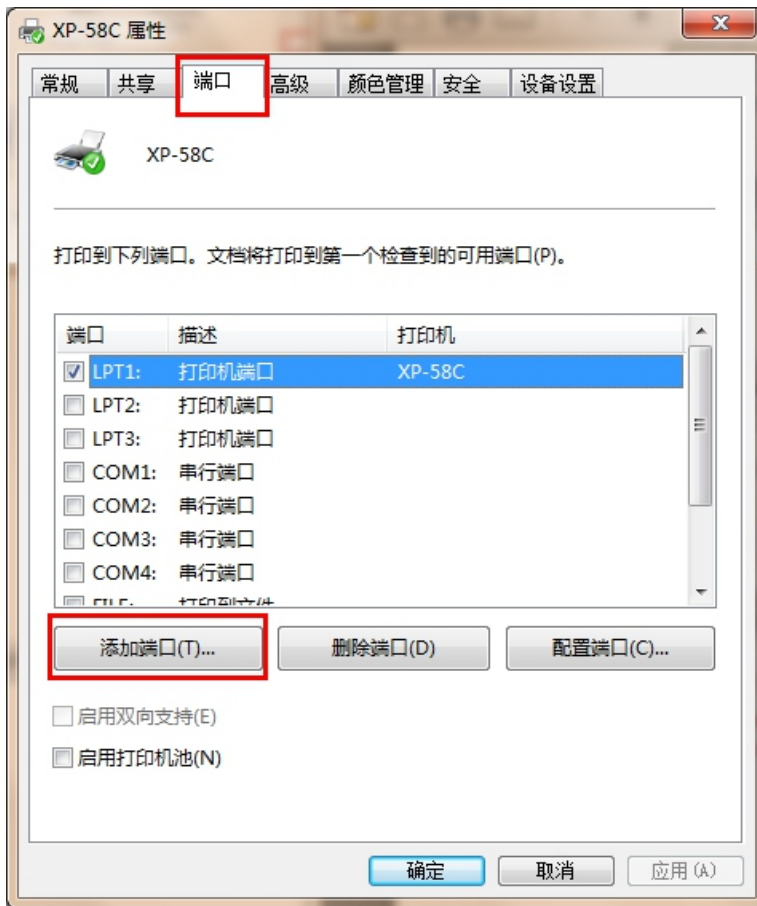 XP-58C 属性
常规 共享 端口 高级 颜色管理 安全 设备设置
XP-58C
打印到下列端口。文档将打印到第一个检查到的可用端口(P)。
端口 描述 打印机
LPT1: 打印机端口 XP-58C
LPT2: 打印机端口
LPT3: 打印机端口
COM1: 串行端口
COM2: 串行端口
COM3: 串行端口
COM4: 串行端口
FILE: 打印到文件
添加端口(T)... 删除端口(D) 配置端口(C)...
启用双向支持(E)
启用打印机池(N)
确定 取消 应用(A)